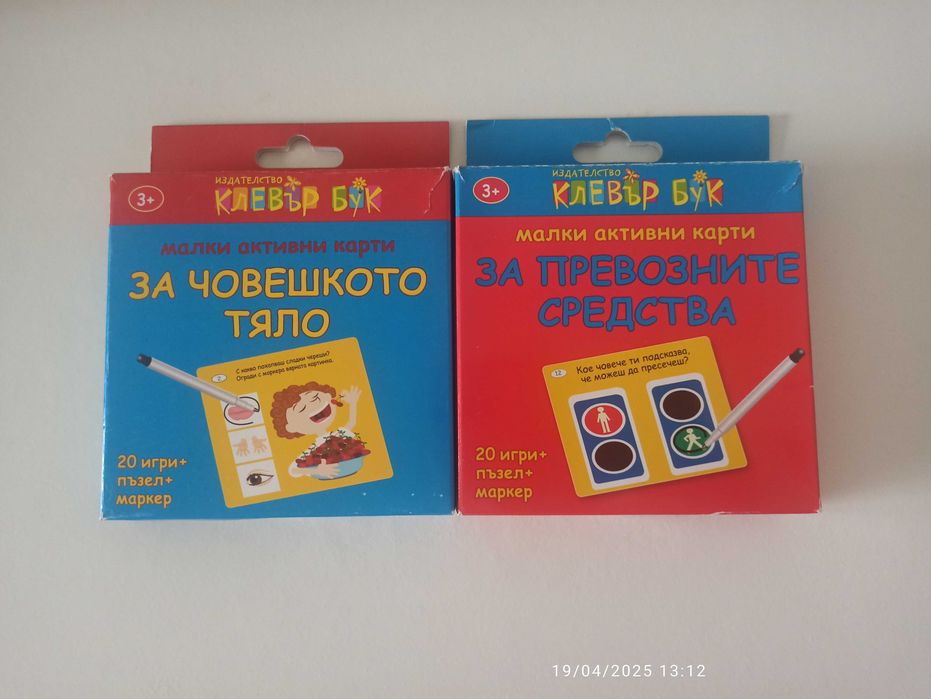 3+
ИЗДАТЕЛСТВО
КЛЕВЪР БУК
малки активни карти
ЗА ЧОВЕШКОТО
ТЯЛО
2
С какво похапваш сладки череши?
Огради с маркера вярната картинка.
20 игри+
пъзел+
маркер
3+
ИЗДАТЕЛСТВО
КЛЕВЪР БУК
малки активни карти
ЗА ПРЕВОЗНИТЕ
СРЕДСТВА
12
Кое човече ти подсказва,
че можеш да пресечеш?
20 игри+
пъзел+
маркер
19/04/2025 13:12